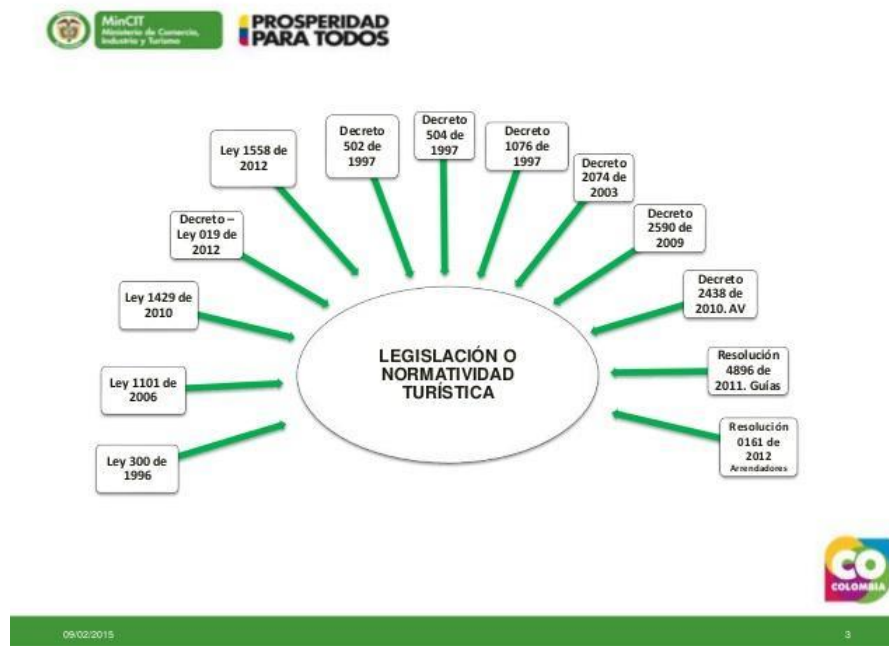 MinCIT
Ministerio de Comercio,
Industria y Turismo
PROSPERIDAD
PARA TODOS
Ley 300 de
1996
Ley 1101 de
2006
Ley 1429 de
2010
Decreto –
Ley 019 de
2012
Ley 1558 de
2012
Decreto
502 de
1997
Decreto
504 de
1997
Decreto
1076 de
1997
Decreto
2074 de
2003
Decreto
2590 de
2009
Decreto
2438 de
2010. AV
Resolución
4896 de
2011. Guías
Resolución
0161 de
2012
Arrendadores
LEGISLACIÓN O
NORMATIVIDAD
TURÍSTICA
CO
COLOMBIA
09/02/2015
3